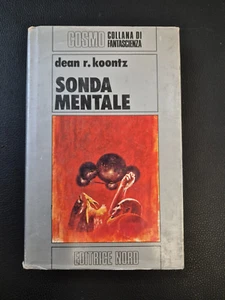 COSMO
COLLANA DI
FANTASCIENZA
dean r. koontz
SONDA
MENTALE
EDITRICE NORD